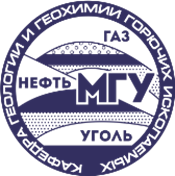 КАФЕДРА ГЕОЛОГИИ И ГЕОХИМИИ ГОРЮЧИХ ИСКОПАЕМЫХ
ГАЗ
НЕФТЬ МГУ
УГОЛЬ